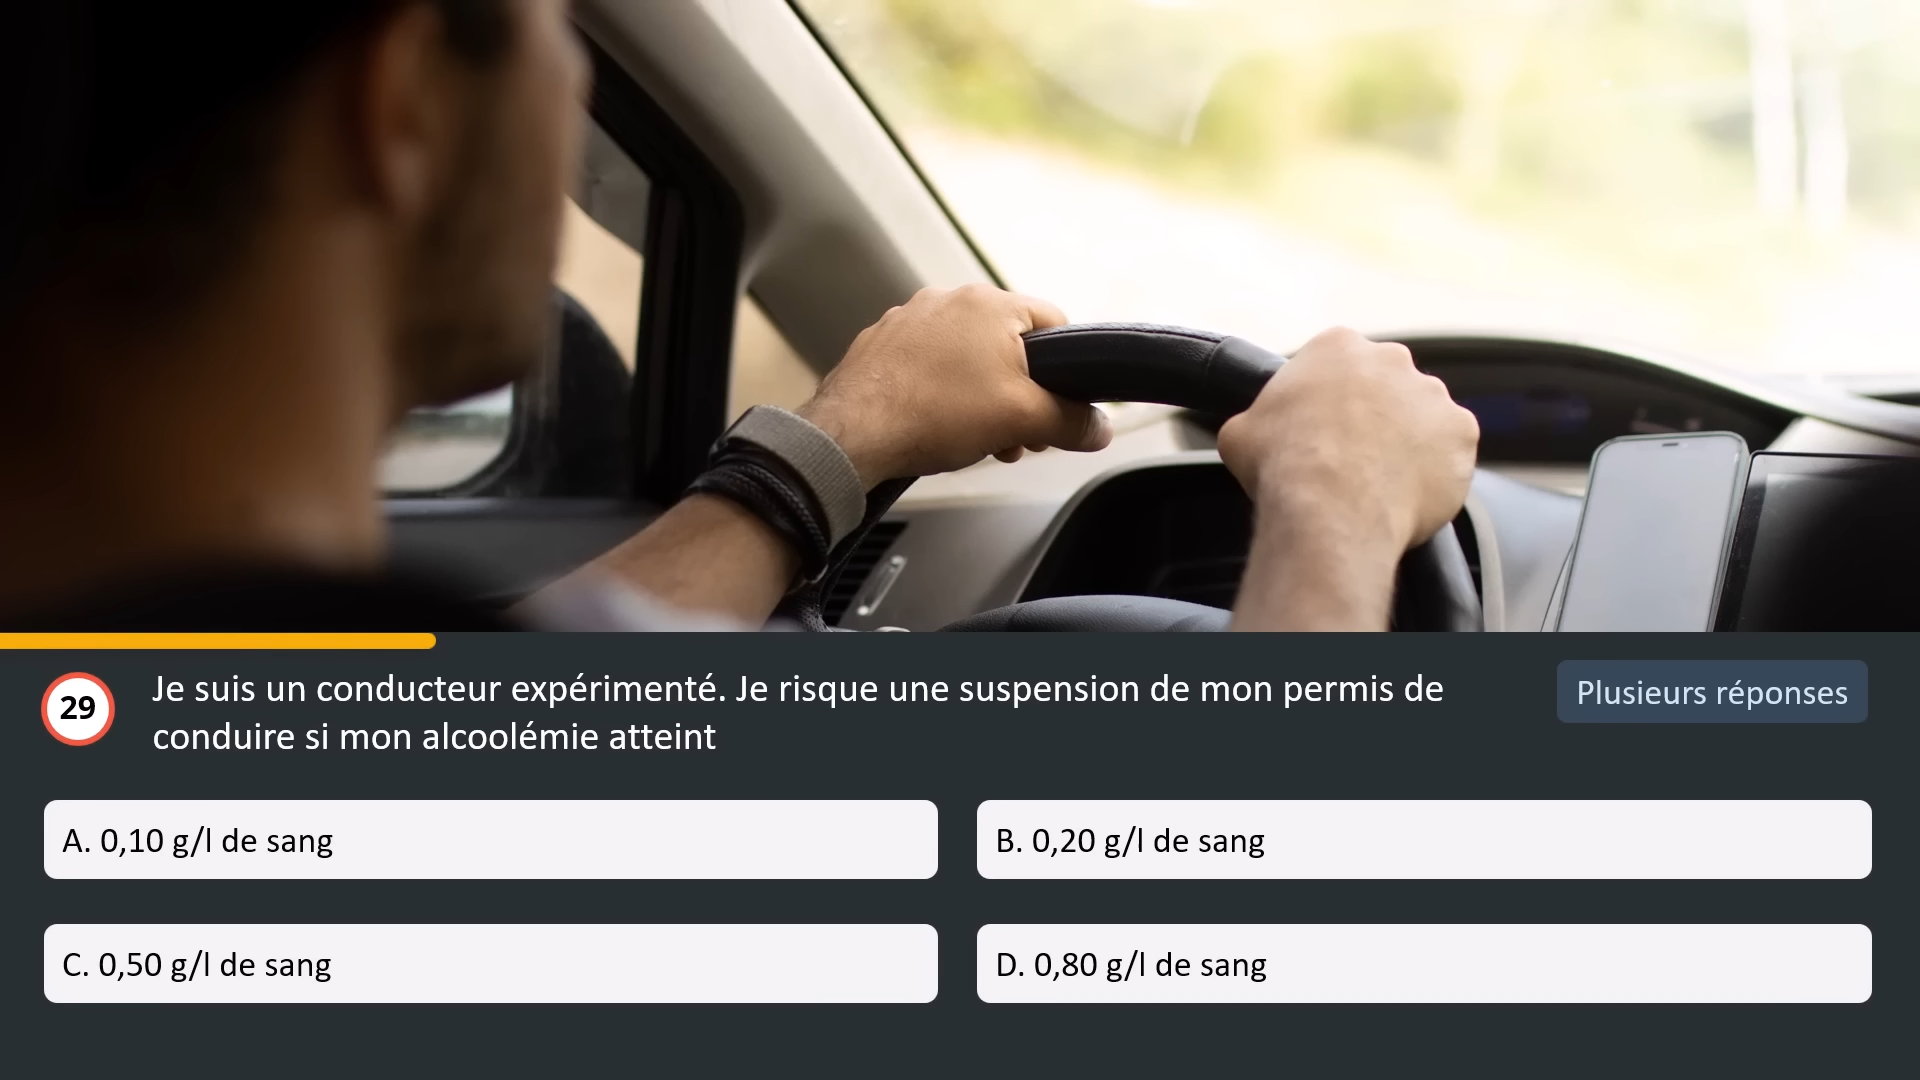 29
Je suis un conducteur expérimenté. Je risque une suspension de mon permis de
conduire si mon alcoolémie atteint
Plusieurs réponses
A. 0,10 g/l de sang
B. 0,20 g/l de sang
C. 0,50 g/l de sang
D. 0,80 g/l de sang